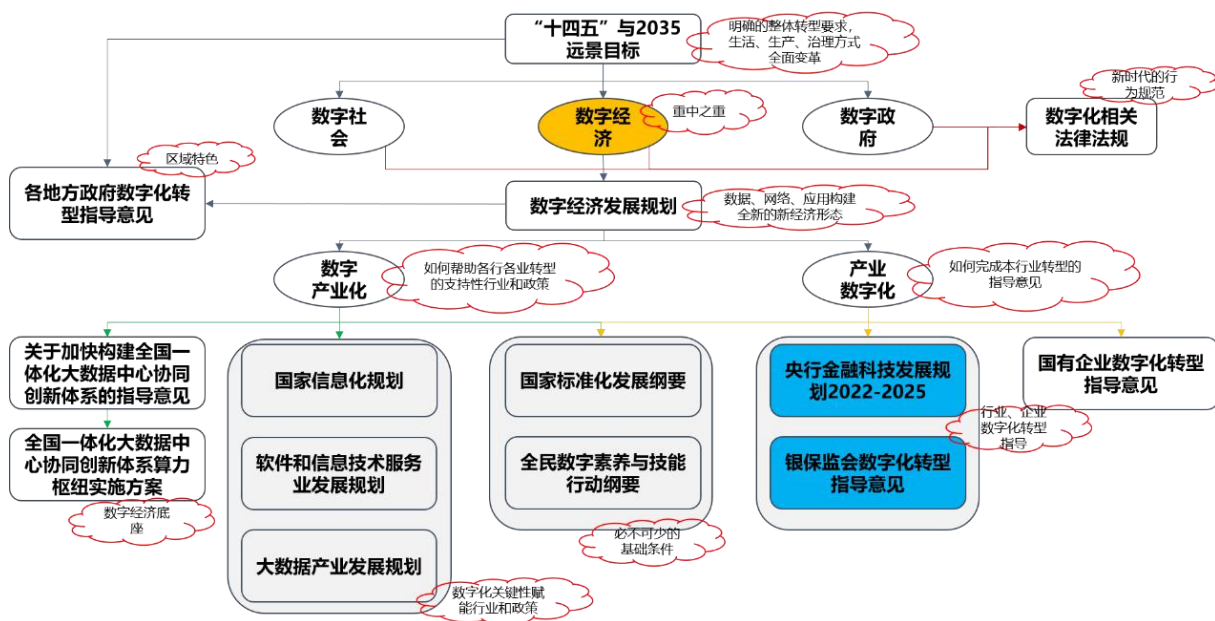 “十四五”与2035
远景目标
明确的整体转型要求，
生活、生产、治理方式
全面变革
数字社
会
数字经
济
重中之重
数字政
府
新时代的行
为规范
数字化相关
法律法规
区域特色
各地方政府数字化转
型指导意见
数字经济发展规划
数据、网络、应用构建
全新的新经济形态
数字
产业化
如何帮助各行各业转型
的支持性行业和政策
产业
数字化
如何完成本行业转型的
指导意见
关于加快构建全国一
体化大数据中心协同
创新体系的指导意见
国家信息化规划
国家标准化发展纲要
央行金融科技发展规
划2022-2025
国有企业数字化转型
指导意见
行业、企业
数字化转型
指导
全国一体化大数据中
心协同创新体系算力
枢纽实施方案
数字经济底
座
软件和信息技术服务
业发展规划
全民数字素养与技能
行动纲要
银保监会数字化转型
指导意见
必不可少的
基础条件
大数据产业发展规划
数字化关键性赋
能行业和政策